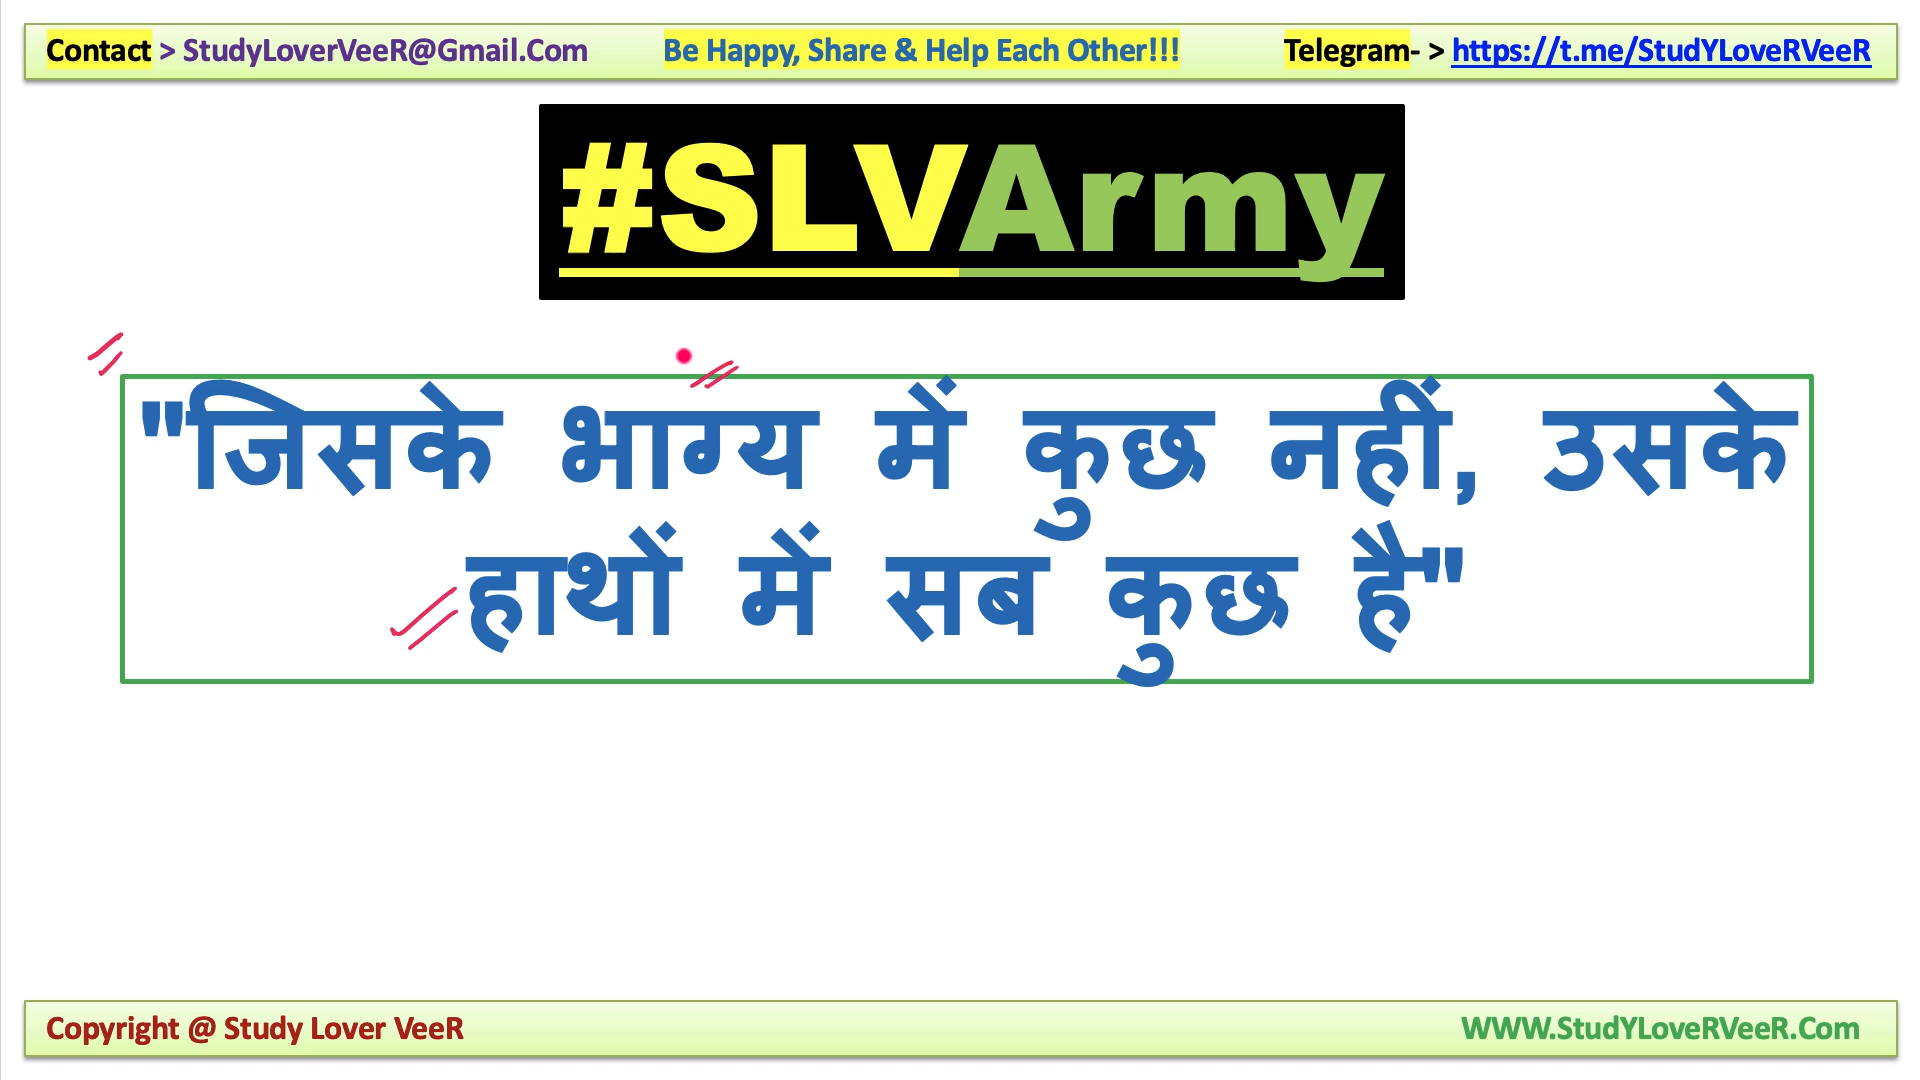 Contact > StudyLoverVeeR@Gmail.Com Be Happy, Share & Help Each Other!!! Telegram- > https://t.me/StudYLoveRVeeR
#SLVArmy
"जिसके भाग्य में कुछ नहीं, उसके
हाथों में सब कुछ है"
Copyright @ Study Lover VeeR WWW.StudYLoveRVeeR.Com